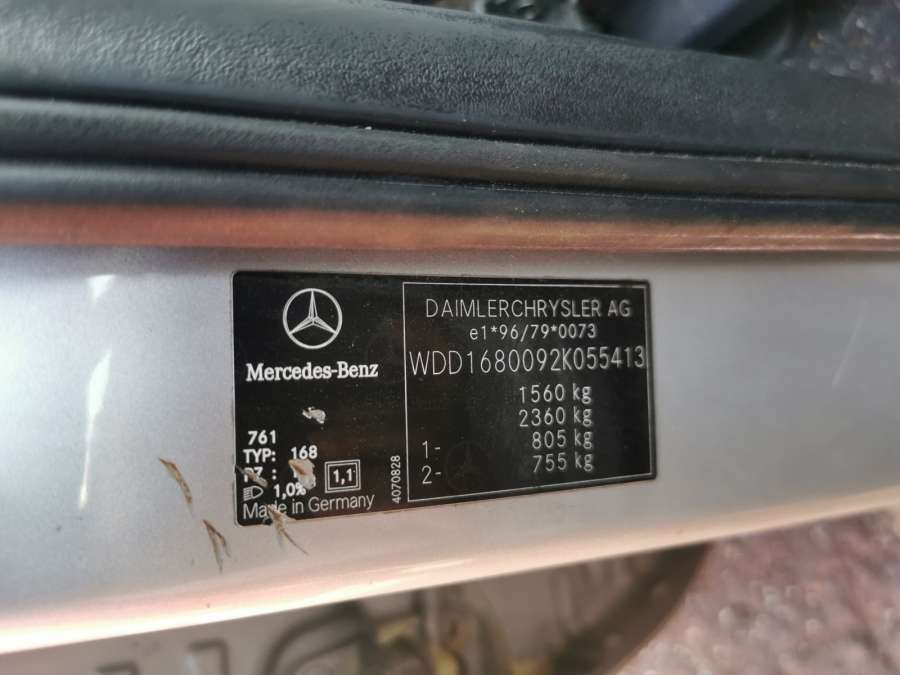 Mercedes-Benz
761
TYP: 168
1,0%
1,1
Made in Germany
4070828
DAIMLERCHRYSLER AG
e1*96/79*0073
WDD1680092K055413
1560 kg
2360 kg
1- 805 kg
2- 755 kg